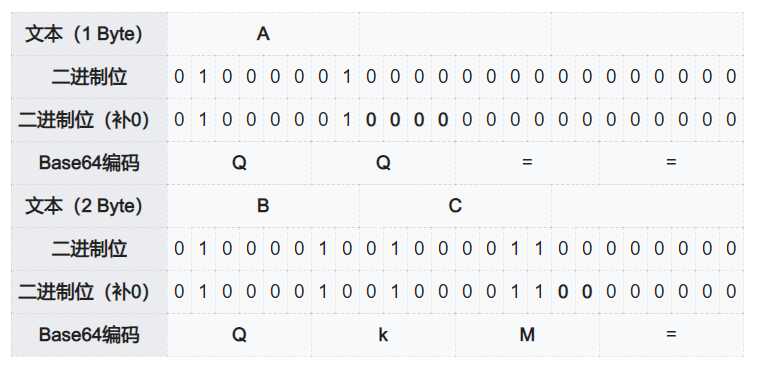 文本（1 Byte） A
二进制位 0 1 0 0 0 0 0 1 0 0 0 0 0 0 0 0 0 0 0 0 0 0 0 0
二进制位（补0） 0 1 0 0 0 0 0 1 0 0 0 0 0 0 0 0 0 0 0 0 0 0 0 0
Base64编码 Q Q = =
文本（2 Byte） B C
二进制位 0 1 0 0 0 0 1 0 0 1 0 0 0 0 1 1 0 0 0 0 0 0 0 0
二进制位（补0） 0 1 0 0 0 0 1 0 0 1 0 0 0 0 1 1 0 0 0 0 0 0 0 0
Base64编码 Q k M =